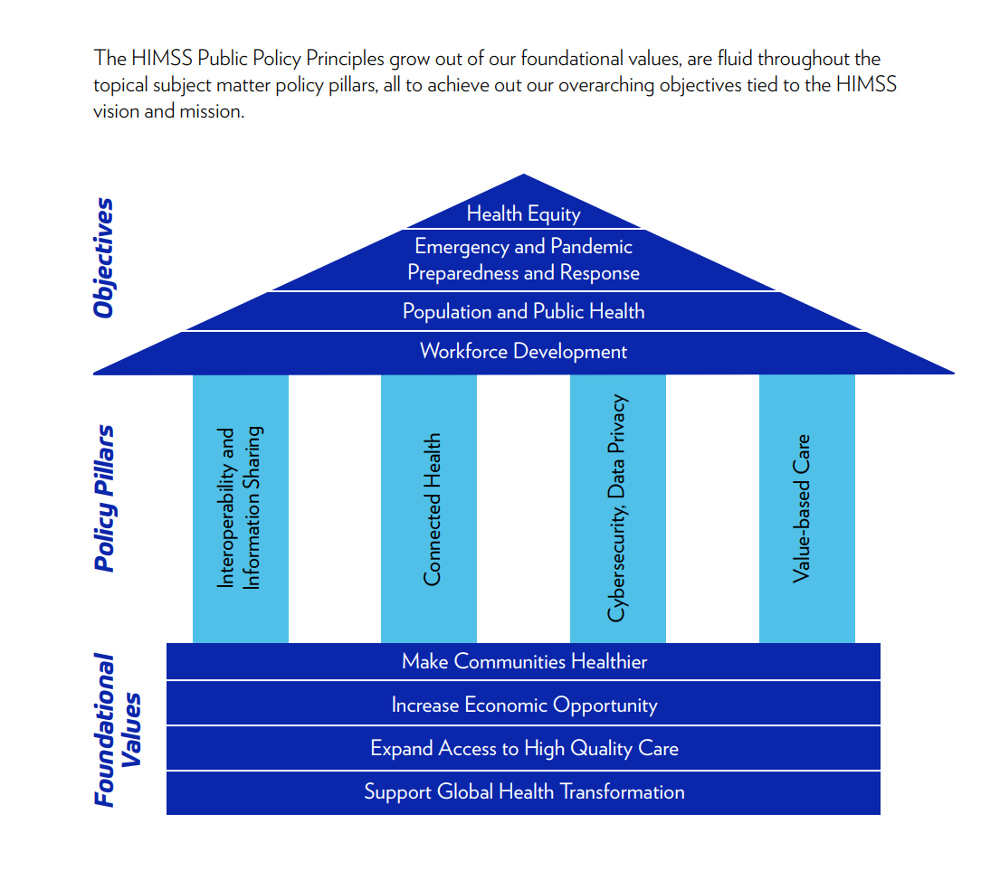 The HIMSS Public Policy Principles grow out of our foundational values, are fluid throughout the
topical subject matter policy pillars, all to achieve out our overarching objectives tied to the HIMSS
vision and mission.
Objectives
Health Equity
Emergency and Pandemic
Preparedness and Response
Population and Public Health
Workforce Development
Policy Pillars
Interoperability and
Information Sharing
Connected Health
Cybersecurity, Data Privacy
Value-based Care
Foundational
Values
Make Communities Healthier
Increase Economic Opportunity
Expand Access to High Quality Care
Support Global Health Transformation